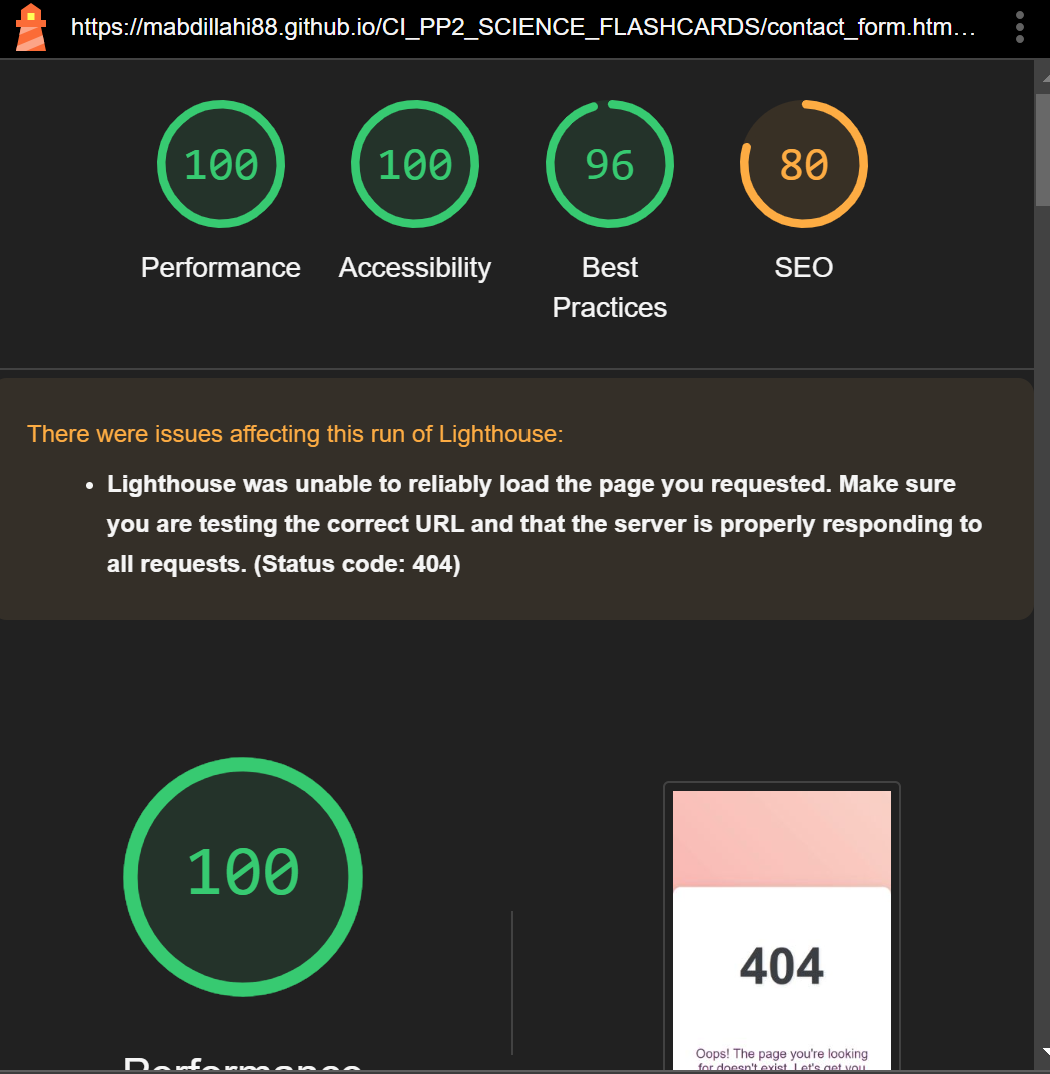 https://mabdillahi88.github.io/CI_PP2_SCIENCE_FLASHCARDS/contact_form.htm…
100
100
96
80
Performance
Accessibility
Best
Practices
SEO
There were issues affecting this run of Lighthouse:
• Lighthouse was unable to reliably load the page you requested. Make sure
you are testing the correct URL and that the server is properly responding to
all requests. (Status code: 404)
100
Performance
404
Oops! The page you're looking
for doesn't exist. Let's get you